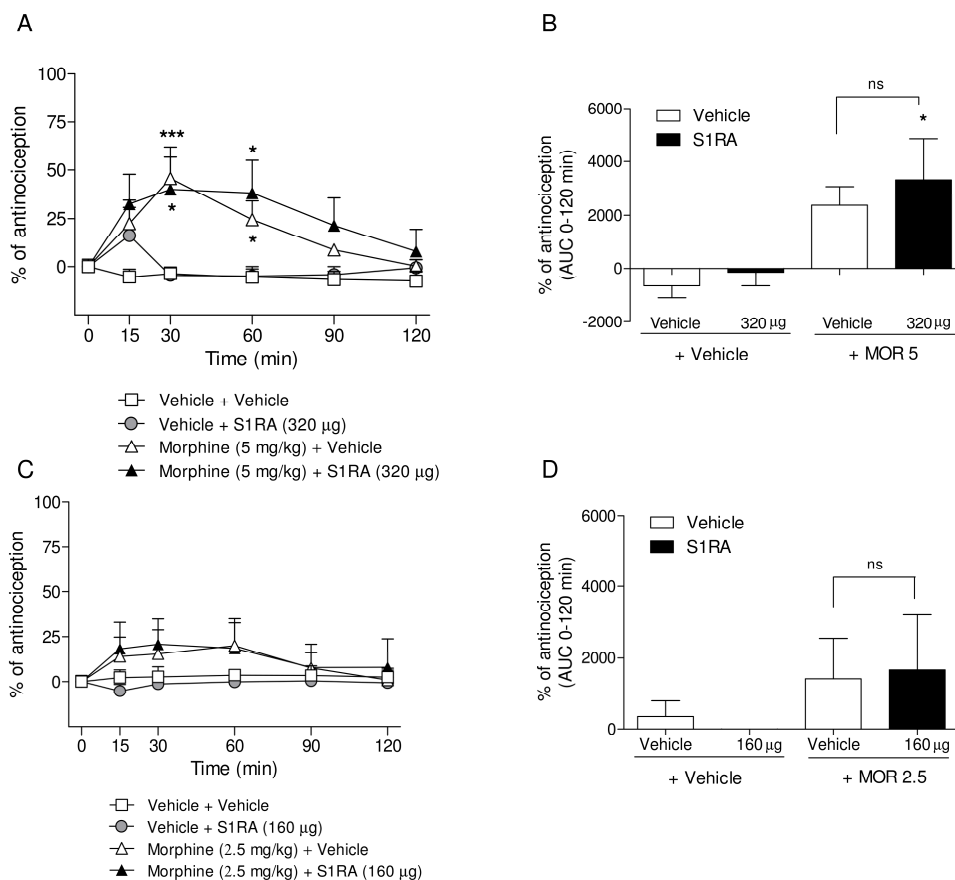 A
100
75
50
25
0
% of antinociception
***
*
*
*
0 15 30 60 90 120
Time (min)
Vehicle + Vehicle
Vehicle + S1RA (320 µg)
Morphine (5 mg/kg) + Vehicle
Morphine (5 mg/kg) + S1RA (320 µg)
B
6000
4000
2000
0
-2000
% of antinociception
(AUC 0-120 min)
Vehicle
S1RA
ns
*
Vehicle 320 µg Vehicle 320 µg
+ Vehicle + MOR 5
C
100
75
50
25
0
% of antinociception
0 15 30 60 90 120
Time (min)
Vehicle + Vehicle
Vehicle + S1RA (160 µg)
Morphine (2.5 mg/kg) + Vehicle
Morphine (2.5 mg/kg) + S1RA (160 µg)
D
6000
4000
2000
0
% of antinociception
(AUC 0-120 min)
Vehicle
S1RA
ns
Vehicle 160 µg Vehicle 160 µg
+ Vehicle + MOR 2.5